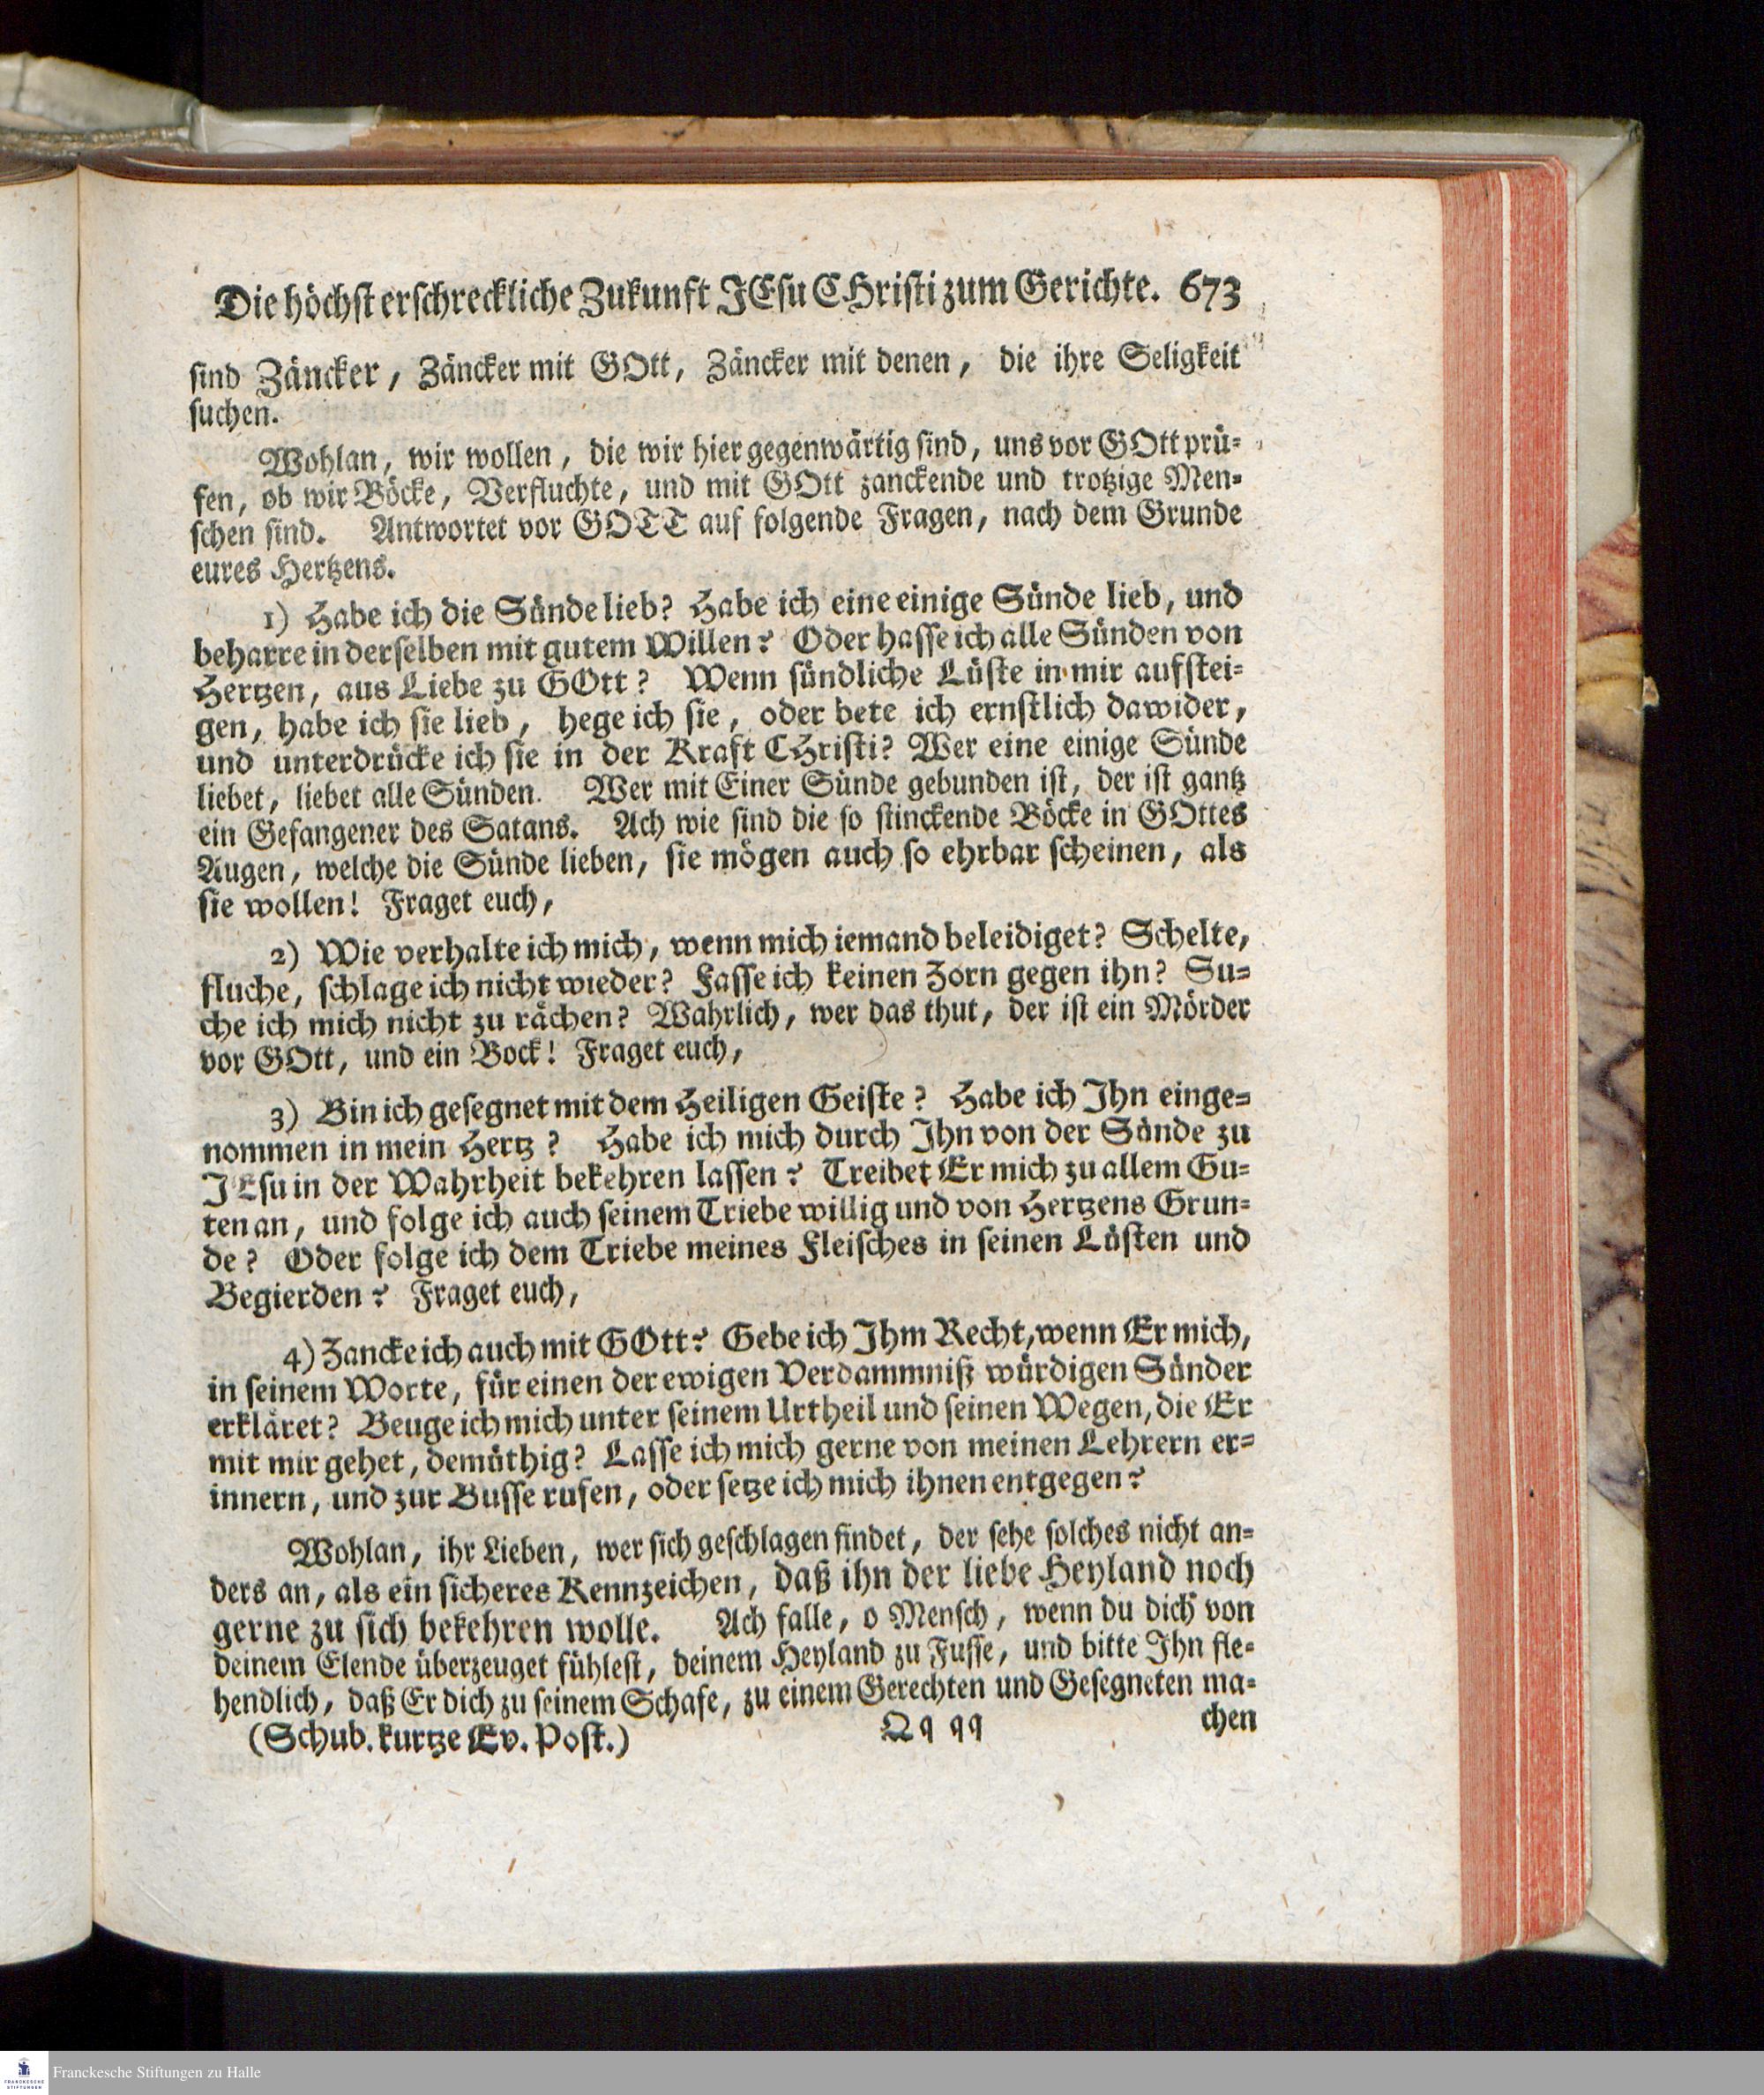 Die höchst erschreckliche Zukunft JEsu CHristi zum Gerichte. 673
sind Zäncker, Zäncker mit GOtt, Zäncker mit denen, die ihre Seligkeit
suchen.
Wohlan, wir wollen, die wir hier gegenwärtig sind, uns vor GOtt prü-
fen, ob wir Böcke, Verfluchte, und mit GOtt zanckende und trotzige Men-
schen sind. Antwortet vor GOTT auf folgende Fragen, nach dem Grunde
eures Hertzens.
1) Habe ich die Sünde lieb? Habe ich eine einige Sünde lieb, und
beharre in derselben mit gutem Willen? Oder hasse ich alle Sünden von
Hertzen, aus Liebe zu GOtt? Wenn sündliche Lüste in mir aufstei-
gen, habe ich sie lieb, hege ich sie, oder bete ich ernstlich dawider,
und unterdrücke ich sie in der Kraft CHristi? Wer eine einige Sünde
liebet, liebet alle Sünden. Wer mit Einer Sünde gebunden ist, der ist gantz
ein Gefangener des Satans. Ach wie sind die so stinckende Böcke in GOttes
Augen, welche die Sünde lieben, sie mögen auch so ehrbar scheinen, als
sie wollen! Fraget euch,
2) Wie verhalte ich mich, wenn mich iemand beleidiget? Schelte,
fluche, schlage ich nicht wieder? Fasse ich keinen Zorn gegen ihn? Su-
che ich mich nicht zu rächen? Wahrlich, wer das thut, der ist ein Mörder
vor GOtt, und ein Bock! Fraget euch,
3) Bin ich gesegnet mit dem Heiligen Geiste? Habe ich Ihn einge-
nommen in mein Hertz? Habe ich mich durch Ihn von der Sünde zu
JEsu in der Wahrheit bekehren lassen? Treibet Er mich zu allem Gu-
ten an, und folge ich auch seinem Triebe willig und von Hertzens Grun-
de? Oder folge ich dem Triebe meines Fleisches in seinen Lüsten und
Begierden? Fraget euch,
4) Zancke ich auch mit GOtt? Gebe ich Ihm Recht, wenn Er mich,
in seinem Worte, für einen der ewigen Verdammniß würdigen Sünder
erkläret? Beuge ich mich unter seinem Urtheil und seinen Wegen, die Er
mit mir gehet, demüthig? Lasse ich mich gerne von meinen Lehrern er-
innern, und zur Busse rufen, oder setze ich mich ihnen entgegen?
Wohlan, ihr Lieben, wer sich geschlagen findet, der sehe solches nicht an-
ders an, als ein sicheres Kennzeichen, daß ihn der liebe Heyland noch
gerne zu sich bekehren wolle. Ach falle, o Mensch, wenn du dich von
deinem Elende überzeuget fühlest, deinem Heyland zu Fusse, und bitte Ihn fle-
hendlich, daß Er dich zu seinem Schafe, zu einem Gerechten und Gesegneten ma-
(Schub. kurtze Ev. Post.) Qq qq chen
FRANCKESCHE
STIFTUNGEN
Franckesche Stiftungen zu Halle